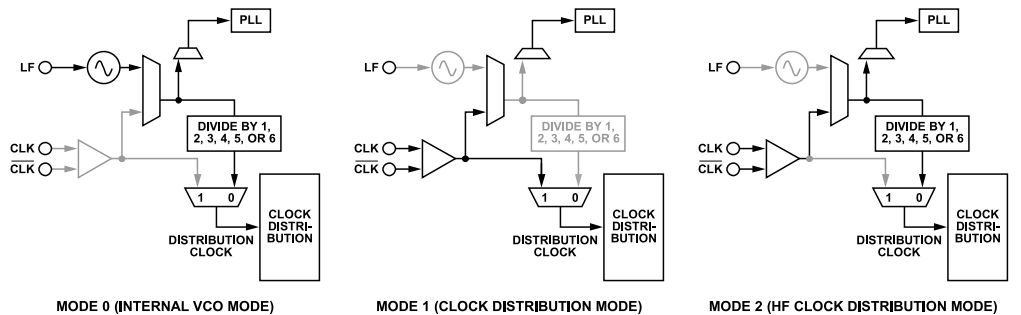 PLL
LF
DIVIDE BY 1,
2, 3, 4, 5, OR 6
CLK
CLK
1 0
CLOCK
DISTRI-
BUTION
DISTRIBUTION
CLOCK
MODE 0 (INTERNAL VCO MODE)
PLL
LF
DIVIDE BY 1,
2, 3, 4, 5, OR 6
CLK
CLK
1 0
CLOCK
DISTRI-
BUTION
DISTRIBUTION
CLOCK
MODE 1 (CLOCK DISTRIBUTION MODE)
PLL
LF
DIVIDE BY 1,
2, 3, 4, 5, OR 6
CLK
CLK
1 0
CLOCK
DISTRI-
BUTION
DISTRIBUTION
CLOCK
MODE 2 (HF CLOCK DISTRIBUTION MODE)